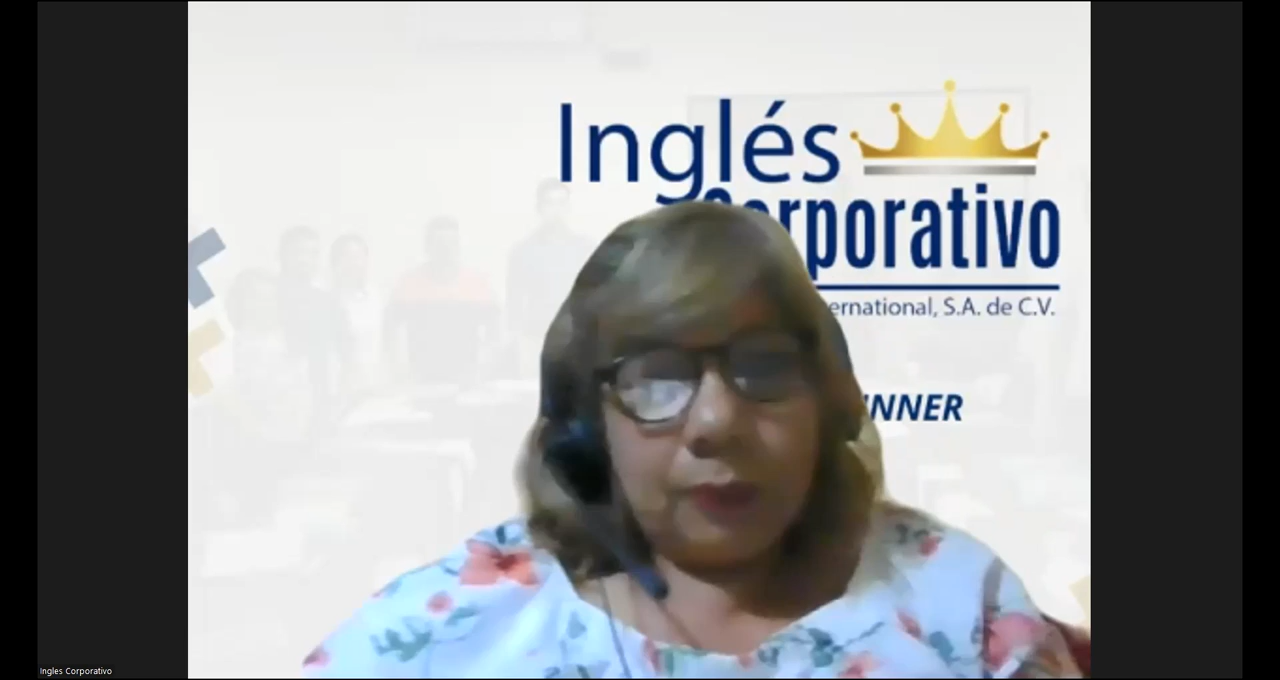 Inglés
orporativo
ernational, S.A. de C.V.
INNER
Ingles Corporativo